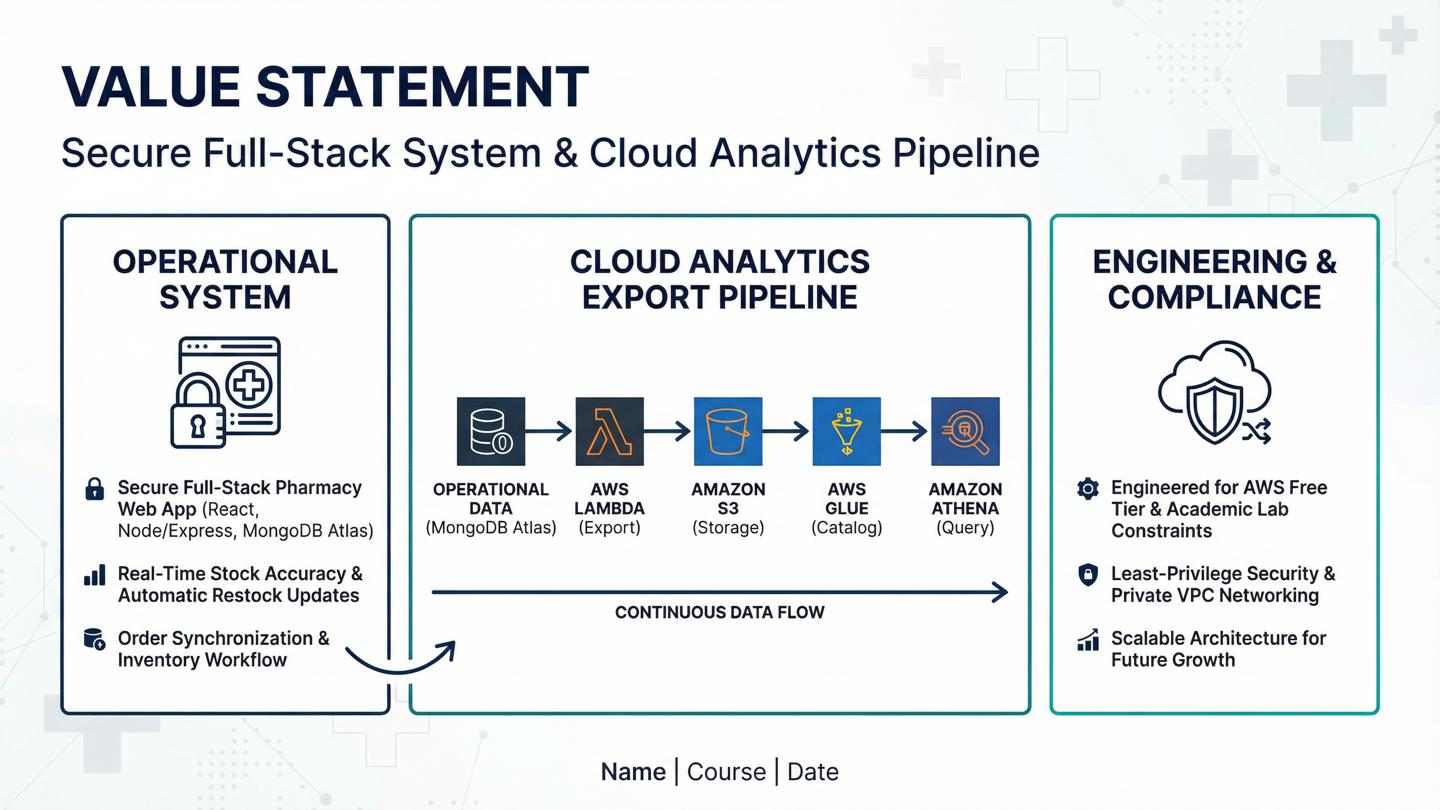 VALUE STATEMENT
Secure Full-Stack System & Cloud Analytics Pipeline
OPERATIONAL
SYSTEM
Secure Full-Stack Pharmacy
Web App (React,
Node/Express, MongoDB Atlas)
Real-Time Stock Accuracy &
Automatic Restock Updates
Order Synchronization &
Inventory Workflow
CLOUD ANALYTICS
EXPORT PIPELINE
OPERATIONAL
DATA
(MongoDB Atlas)
AWS
LAMBDA
(Export)
AMAZON
S3
(Storage)
AWS
GLUE
(Catalog)
AMAZON
ATHENA
(Query)
CONTINUOUS DATA FLOW
ENGINEERING &
COMPLIANCE
Engineered for AWS Free
Tier & Academic Lab
Constraints
Least-Privilege Security &
Private VPC Networking
Scalable Architecture for
Future Growth
Name | Course | Date